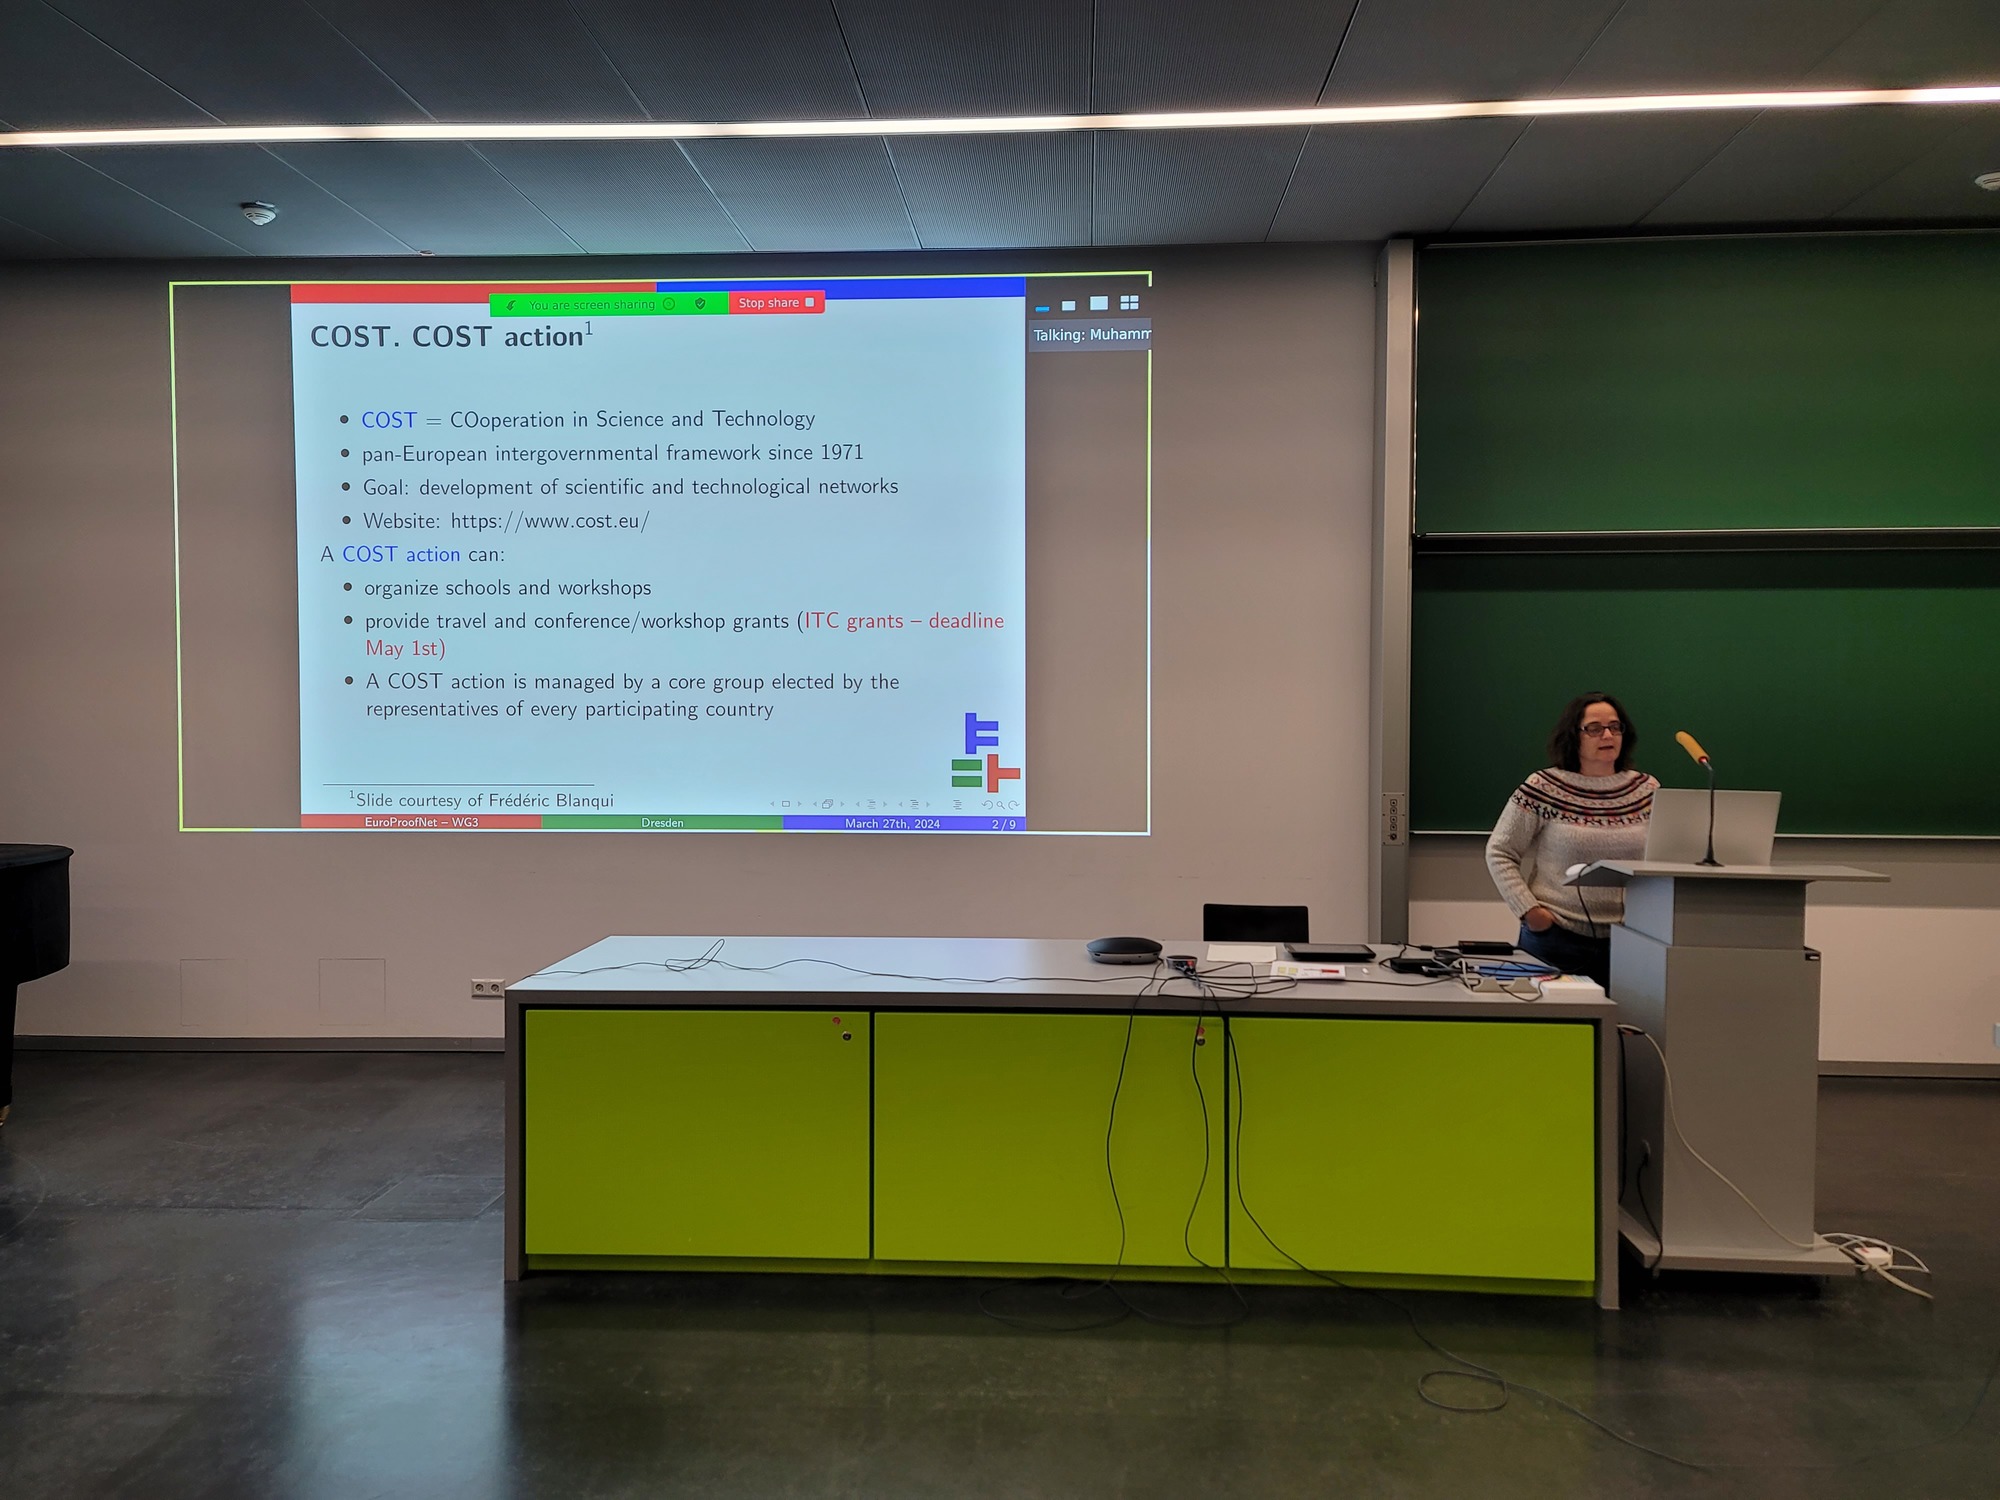 You are screen sharing
Stop share
Talking: Muhamm
COST. COST action¹
• COST = COoperation in Science and Technology
• pan-European intergovernmental framework since 1971
• Goal: development of scientific and technological networks
• Website: https://www.cost.eu/
A COST action can:
• organize schools and workshops
• provide travel and conference/workshop grants (ITC grants – deadline
May 1st)
• A COST action is managed by a core group elected by the
representatives of every participating country
¹Slide courtesy of Frédéric Blanqui
EuroProofNet – WG3
Dresden
March 27th, 2024
2 / 9